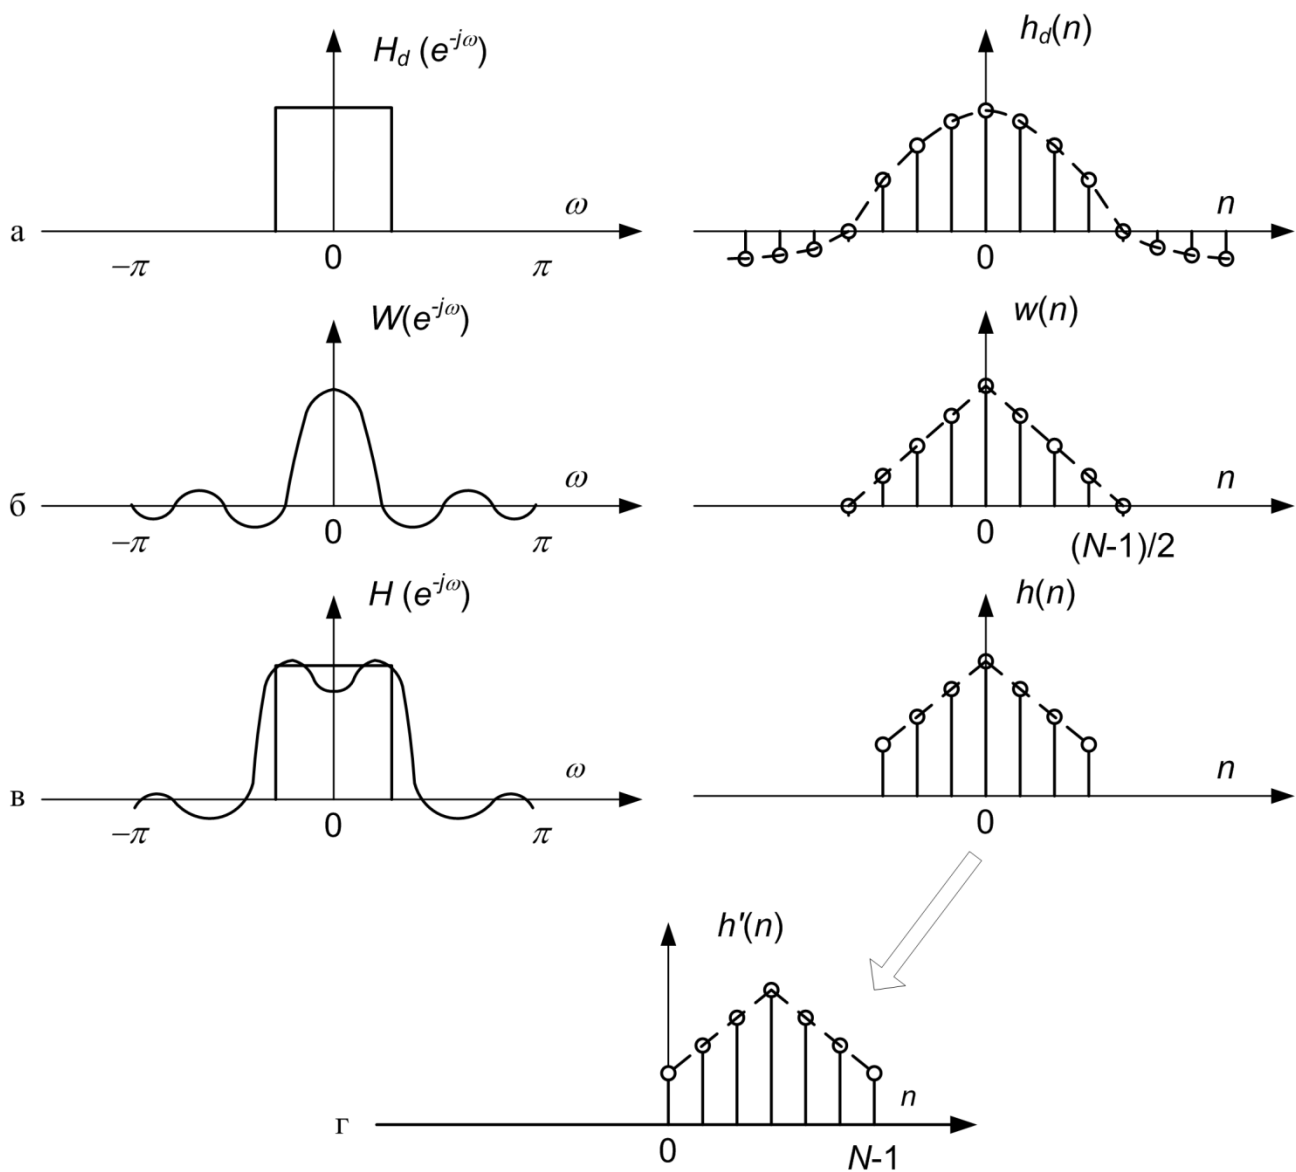 H_d (e^{-jω})
h_d(n)
а
ω
n
−π
0
π
0
W(e^{-jω})
w(n)
б
ω
n
−π
0
π
0
(N-1)/2
H (e^{-jω})
h(n)
в
ω
n
−π
0
π
0
h'(n)
г
n
0
N-1